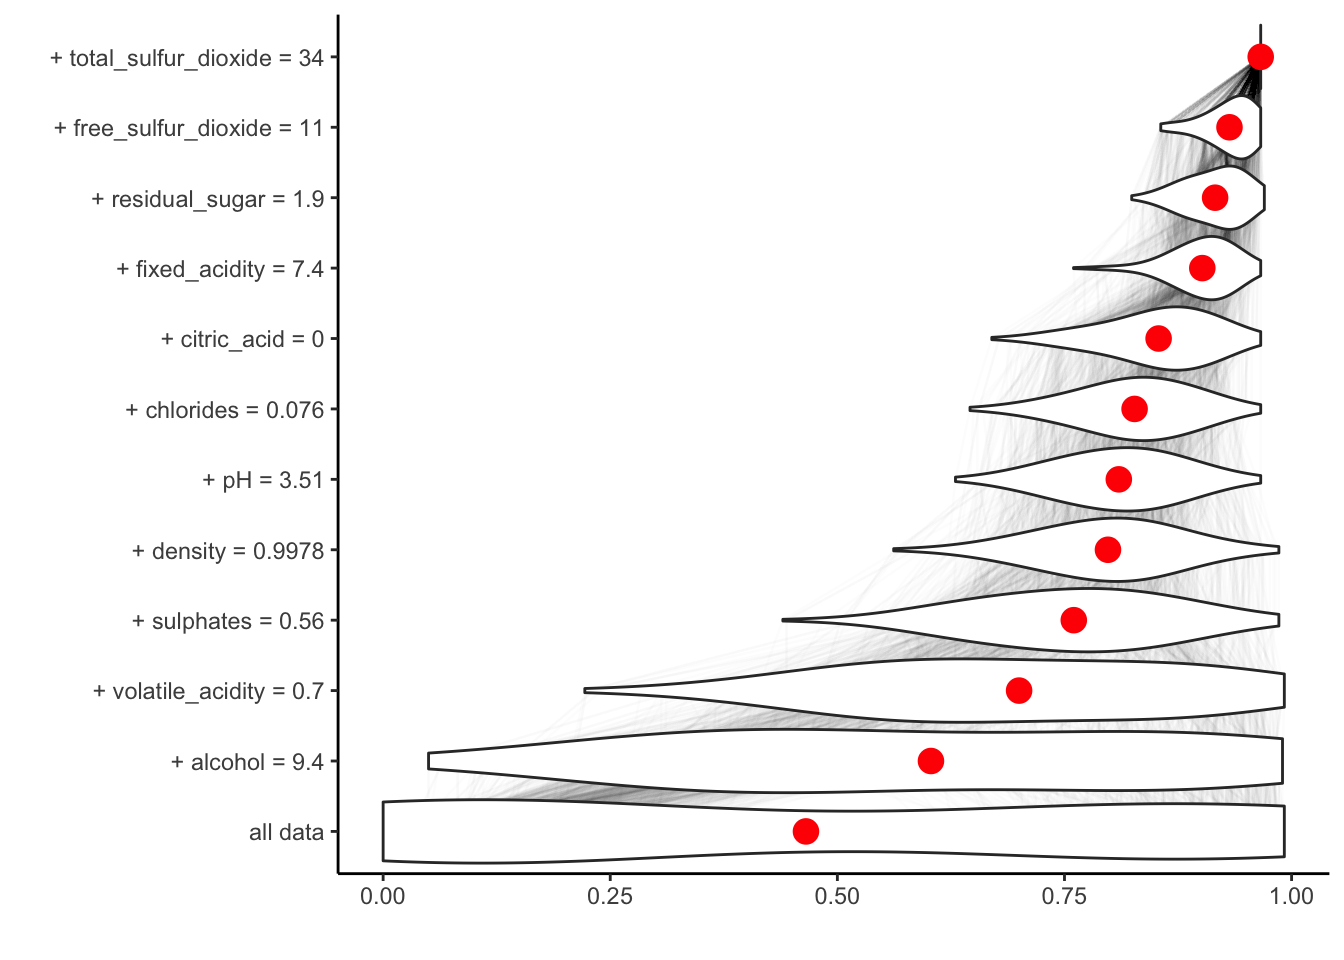 + total_sulfur_dioxide = 34
+ free_sulfur_dioxide = 11
+ residual_sugar = 1.9
+ fixed_acidity = 7.4
+ citric_acid = 0
+ chlorides = 0.076
+ pH = 3.51
+ density = 0.9978
+ sulphates = 0.56
+ volatile_acidity = 0.7
+ alcohol = 9.4
all data
0.00 0.25 0.50 0.75 1.00